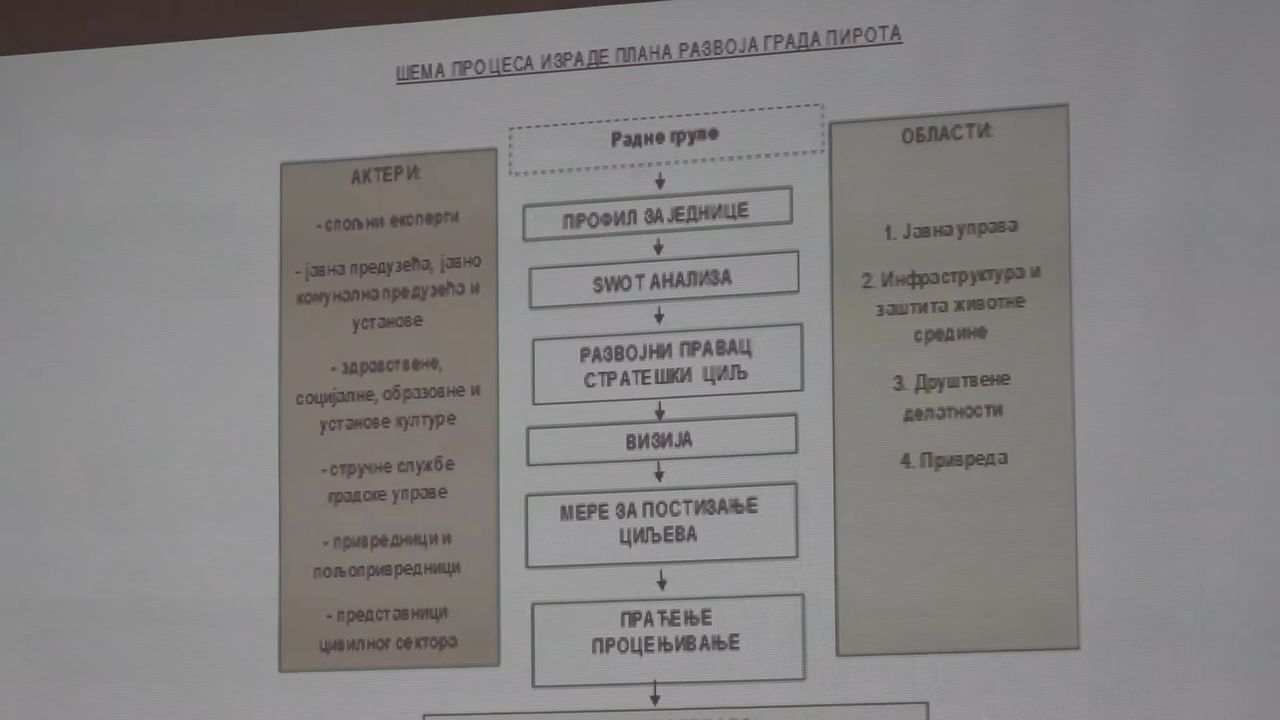 ШЕМА ПРОЦЕСА ИЗРАДЕ ПЛАНА РАЗВОЈА ГРАДА ПИРОТА
АКТЕРИ:
- спољни експерти
- јавна предузећа, јавно
комунална предузећа и
установе
- здравствене,
социјалне, образовне и
установе културе
- стручне службе
градске управе
- привредници и
пољопривредници
- представници
цивилног сектора
Радне групе
ПРОФИЛ ЗАЈЕДНИЦЕ
SWOT АНАЛИЗА
РАЗВОЈНИ ПРАВАЦ
СТРАТЕШКИ ЦИЉ
ВИЗИЈА
МЕРЕ ЗА ПОСТИЗАЊЕ
ЦИЉЕВА
ПРАЋЕЊЕ
ПРОЦЕЊИВАЊЕ
ОБЛАСТИ:
1. Јавна управа
2. Инфраструктура и
заштита животне
средине
3. Друштвене
делатности
4. Привреда